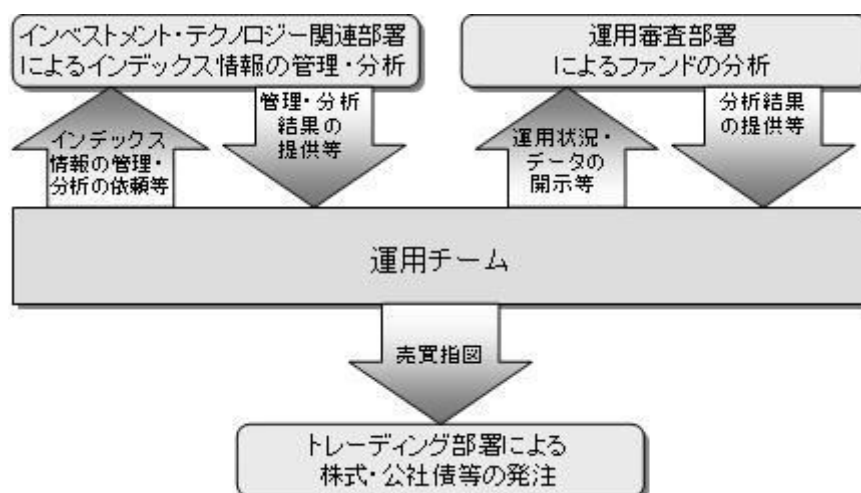 インベストメント・テクノロジー関連部署
によるインデックス情報の管理・分析
運用審査部署
によるファンドの分析
インデックス
情報の管理・
分析の依頼等
管理・分析
結果の
提供等
運用状況・
データの
開示等
分析結果
の提供等
運用チーム
売買指図
トレーディング部署による
株式・公社債等の発注